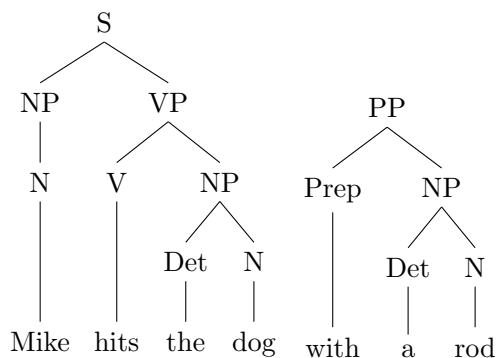 S
NP VP PP
N V NP Prep NP
Det N Det N
Mike hits the dog with a rod